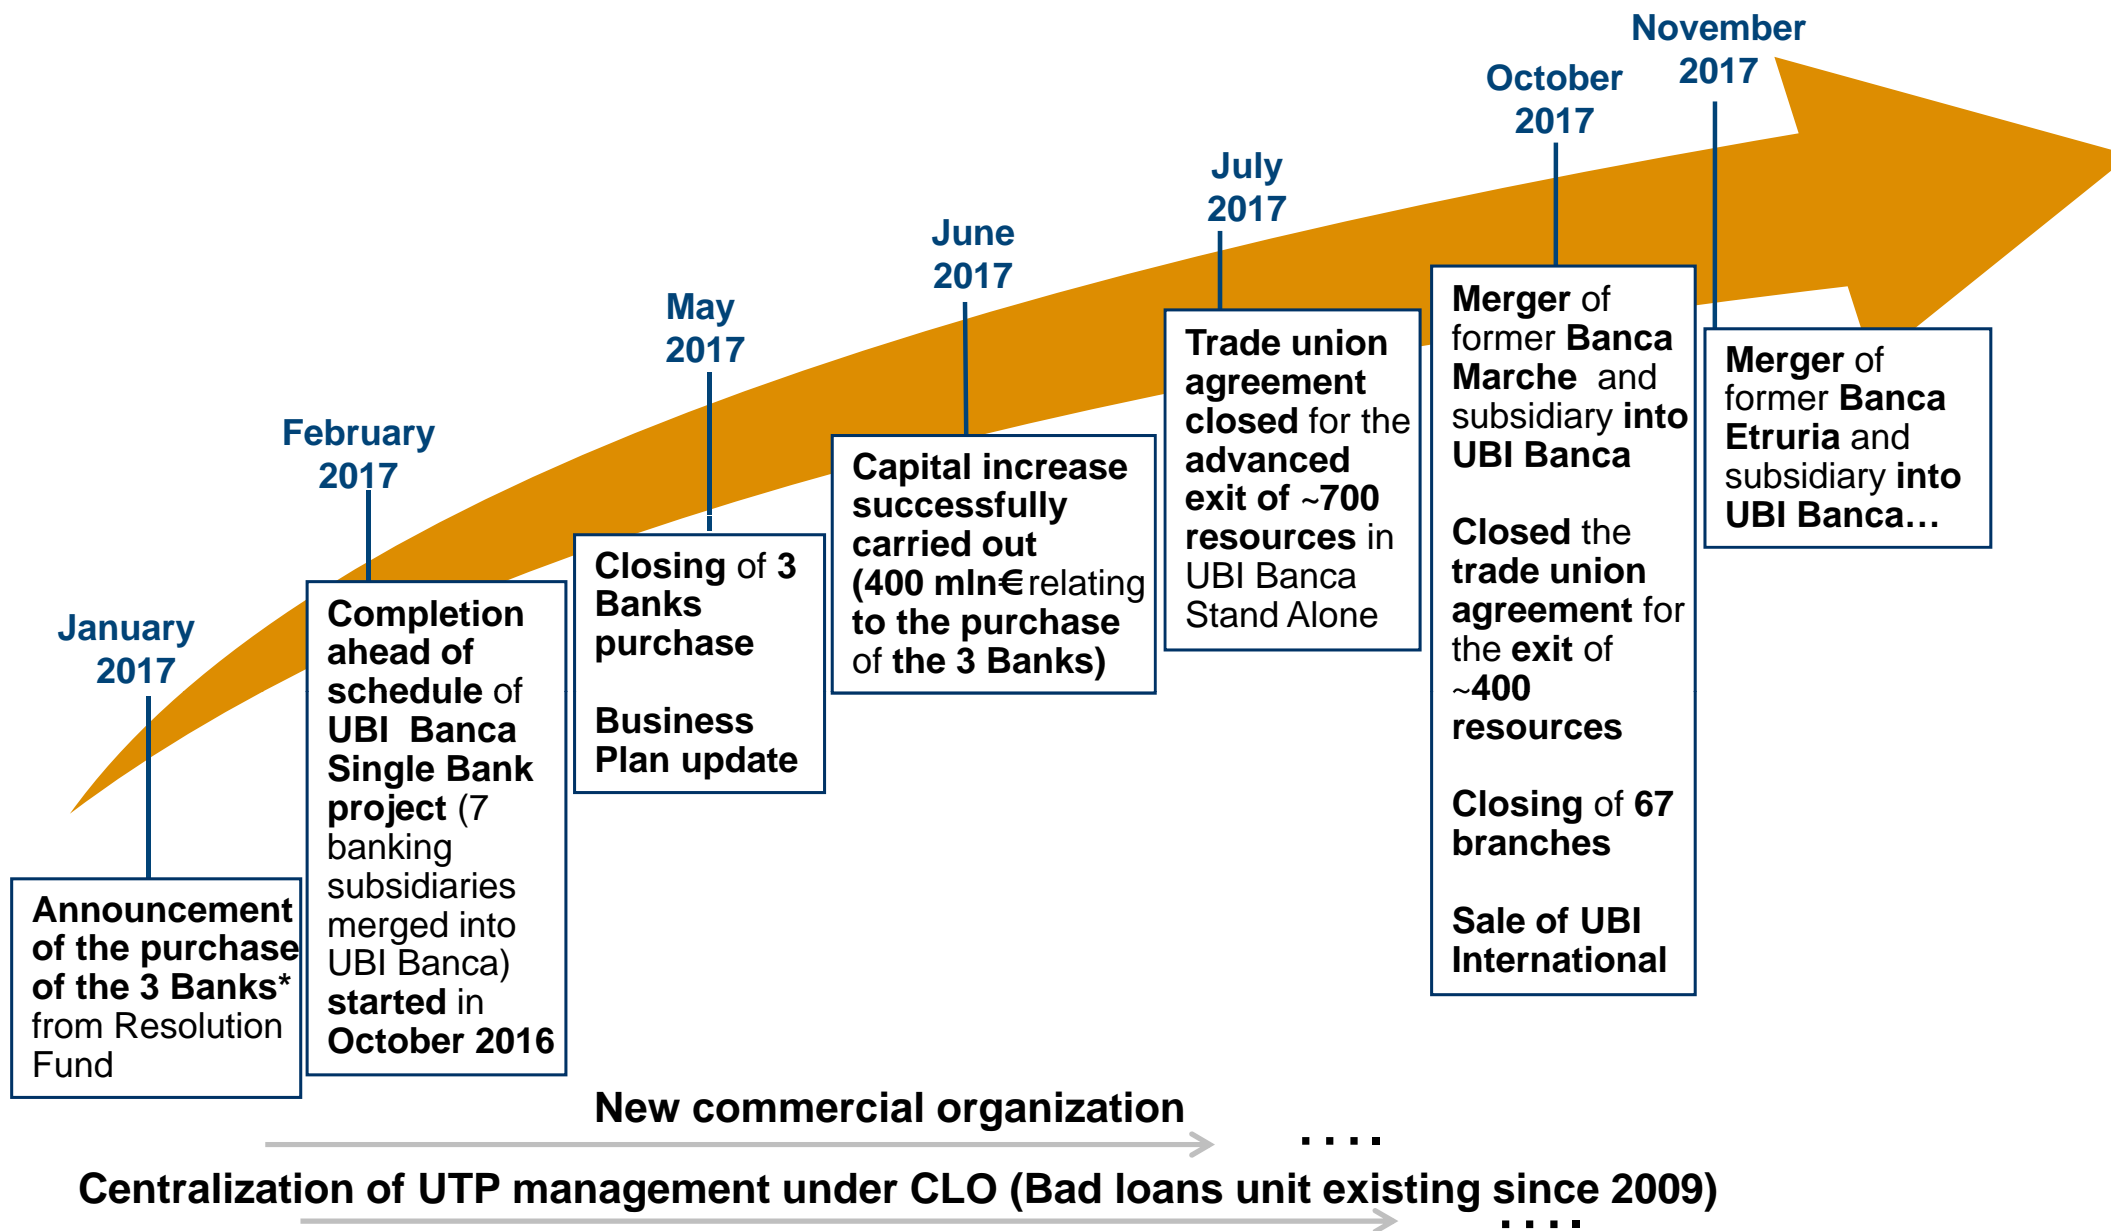 January
2017
Announcement
of the purchase
of the 3 Banks*
from Resolution
Fund
February
2017
Completion
ahead of
schedule of
UBI Banca
Single Bank
project (7
banking
subsidiaries
merged into
UBI Banca)
started in
October 2016
May
2017
Closing of 3
Banks
purchase
Business
Plan update
June
2017
Capital increase
successfully
carried out
(400 mln€ relating
to the purchase
of the 3 Banks)
July
2017
Trade union
agreement
closed for the
advanced
exit of ~700
resources in
UBI Banca
Stand Alone
October
2017
Merger of
former Banca
Marche and
subsidiary into
UBI Banca
Closed the
trade union
agreement for
the exit of
~400
resources
Closing of 67
branches
Sale of UBI
International
November
2017
Merger of
former Banca
Etruria and
subsidiary into
UBI Banca…
New commercial organization
....
Centralization of UTP management under CLO (Bad loans unit existing since 2009)
....